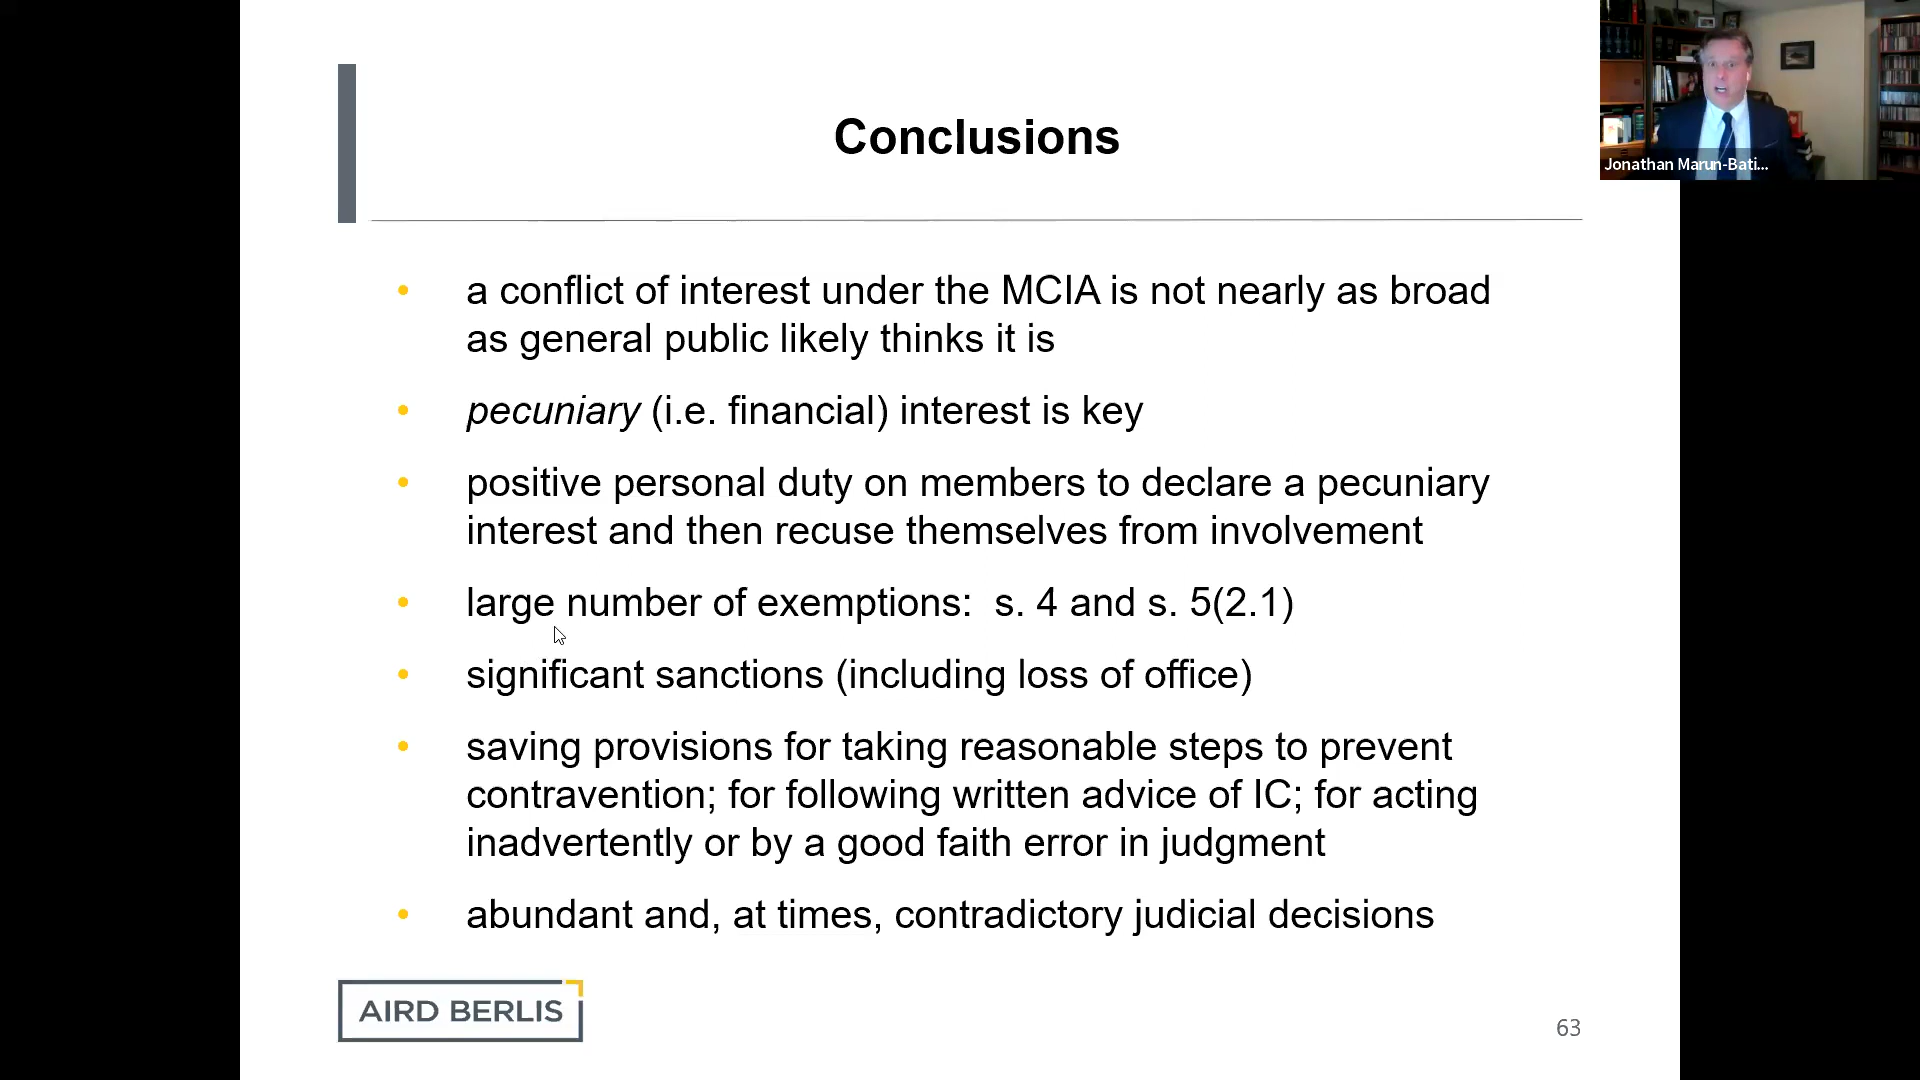 Conclusions
Jonathan Marun-Bati...
• a conflict of interest under the MCIA is not nearly as broad
as general public likely thinks it is
• pecuniary (i.e. financial) interest is key
• positive personal duty on members to declare a pecuniary
interest and then recuse themselves from involvement
• large number of exemptions: s. 4 and s. 5(2.1)
• significant sanctions (including loss of office)
• saving provisions for taking reasonable steps to prevent
contravention; for following written advice of IC; for acting
inadvertently or by a good faith error in judgment
• abundant and, at times, contradictory judicial decisions
AIRD BERLIS
63